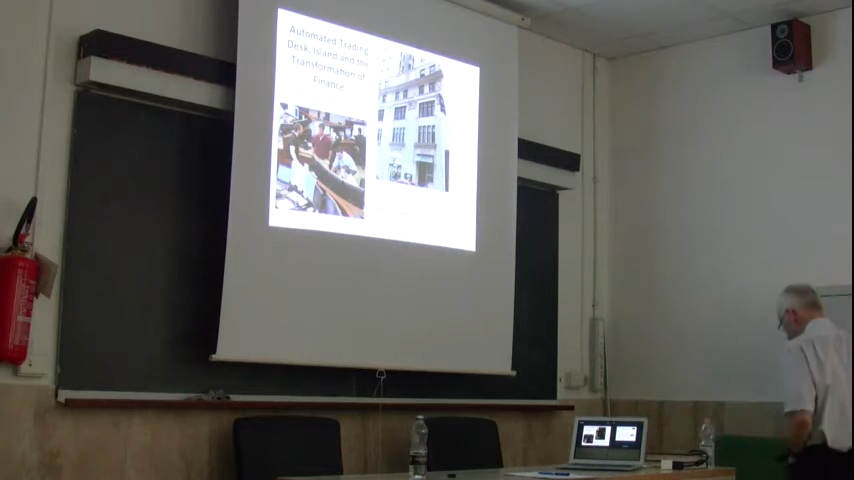 Automated Trading
Desk, Island and the
Transformation of
Finance